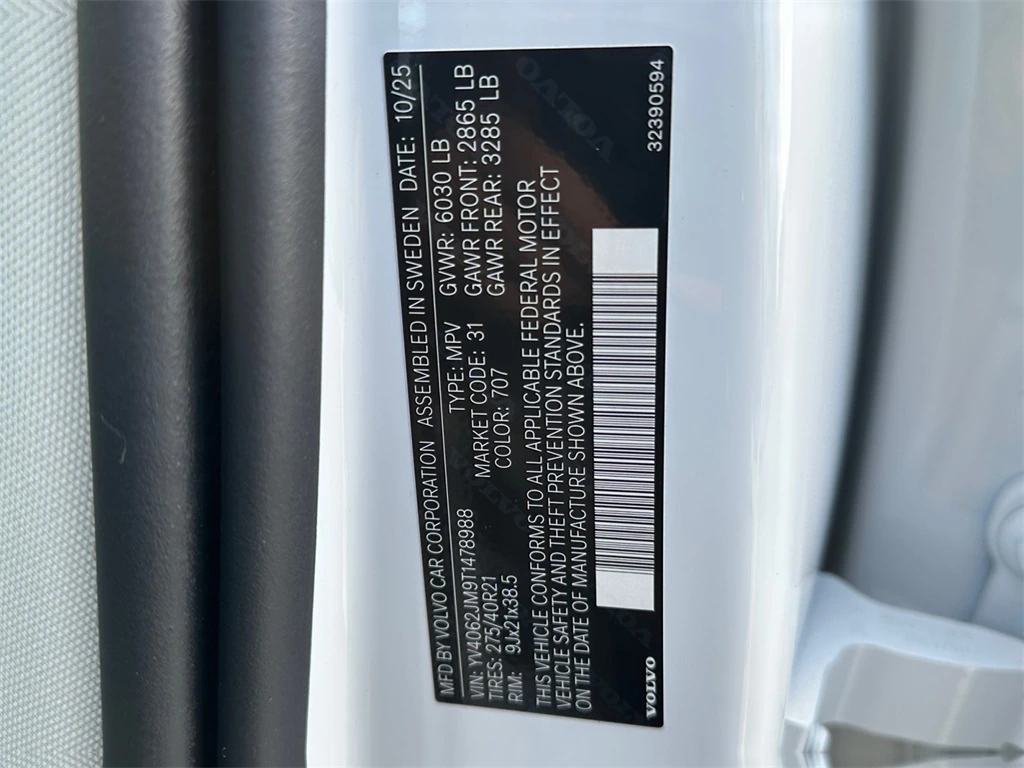 MFD BY VOLVO CAR CORPORATION ASSEMBLED IN SWEDEN DATE: 10/25
VIN: YV4062JM9T1478988 TYPE: MPV GVWR: 6030 LB
TIRES: 275/40R21 MARKET CODE: 31 GAWR FRONT: 2865 LB
RIM: 9Jx21x38.5 COLOR: 707 GAWR REAR: 3285 LB
THIS VEHICLE CONFORMS TO ALL APPLICABLE FEDERAL MOTOR
VEHICLE SAFETY AND THEFT PREVENTION STANDARDS IN EFFECT
ON THE DATE OF MANUFACTURE SHOWN ABOVE.
VOLVO 32390594